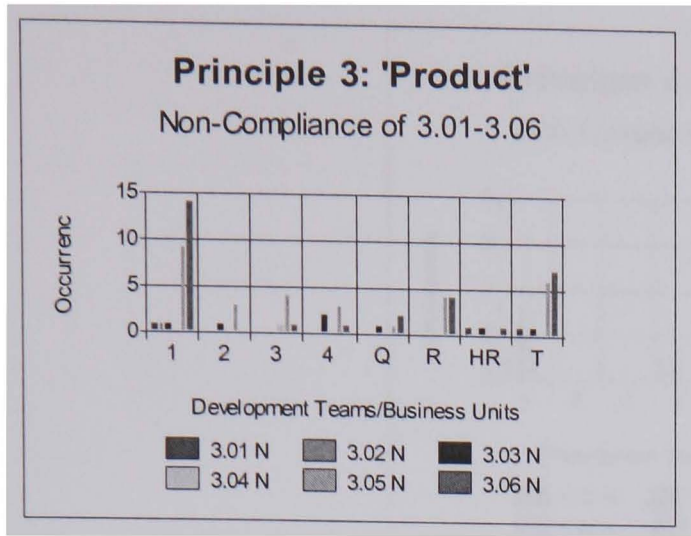 Principle 3: 'Product'
Non-Compliance of 3.01-3.06
Occurrenc
15
10
5
0
1 2 3 4 Q R HR T
Development Teams/Business Units
3.01 N 3.02 N 3.03 N
3.04 N 3.05 N 3.06 N